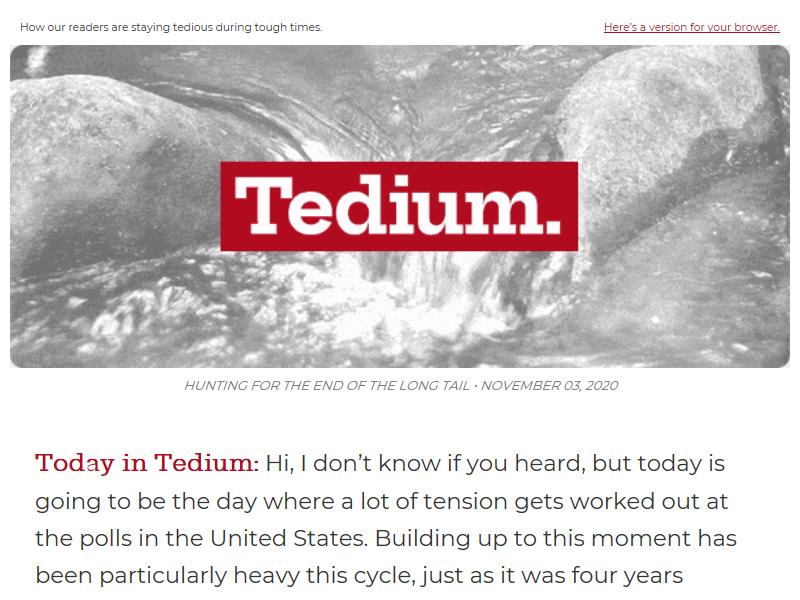 How our readers are staying tedious during tough times.
Here's a version for your browser.
Tedium.
HUNTING FOR THE END OF THE LONG TAIL • NOVEMBER 03, 2020
Today in Tedium: Hi, I don’t know if you heard, but today is
going to be the day where a lot of tension gets worked out at
the polls in the United States. Building up to this moment has
been particularly heavy this cycle, just as it was four years